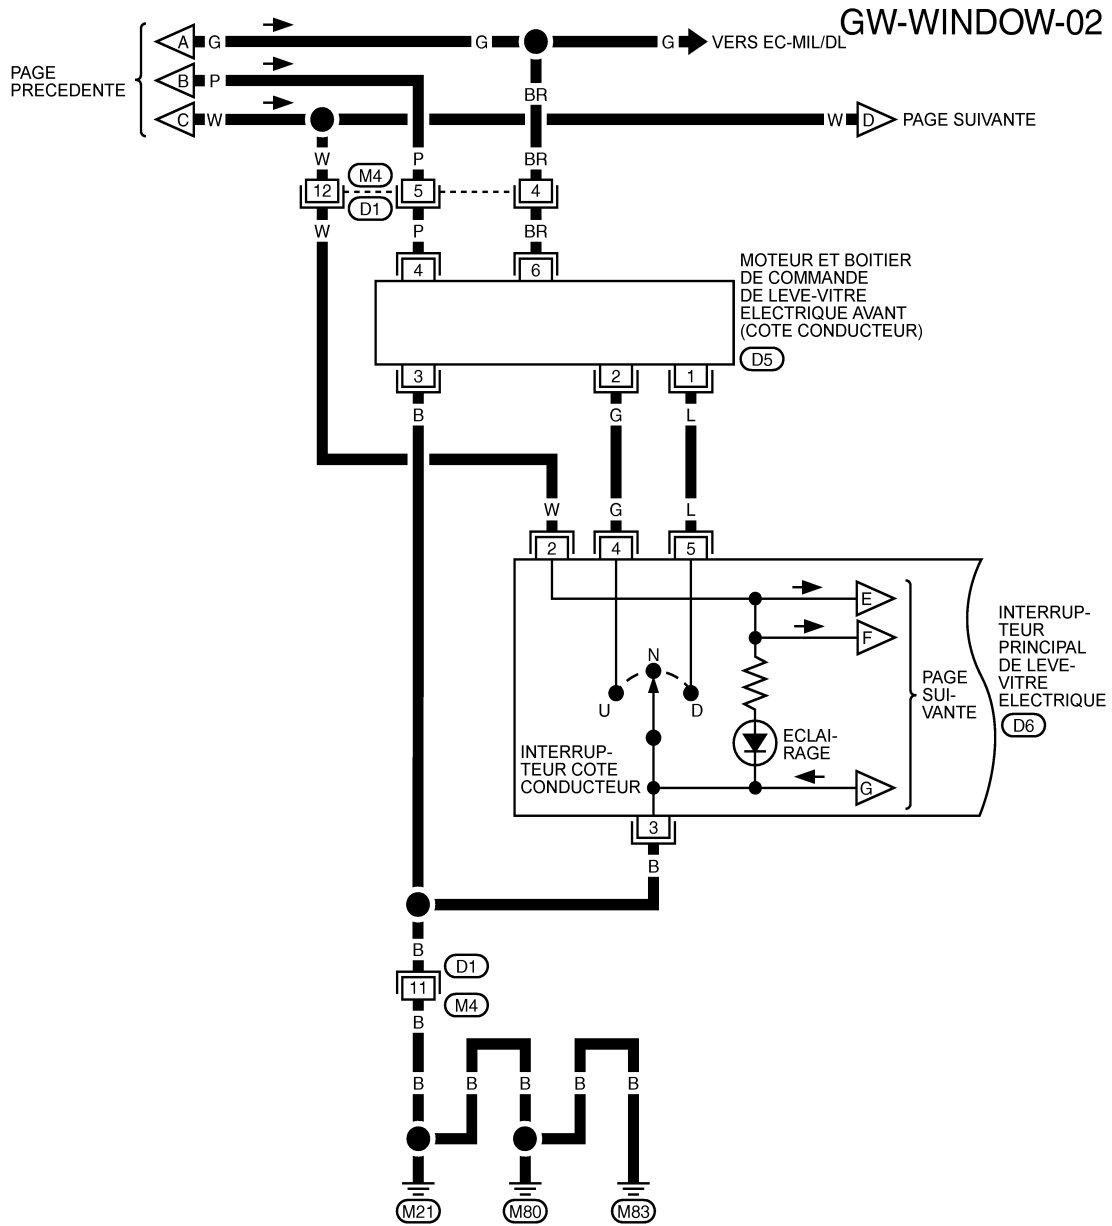 GW-WINDOW-02
A G G G VERS EC-MIL/DL
PAGE
PRECEDENTE
B P
BR
C W W D PAGE SUIVANTE
W P BR
M4
12 5 4
D1
W P BR
4 6
MOTEUR ET BOITIER
DE COMMANDE
DE LEVE-VITRE
ELECTRIQUE AVANT
(COTE CONDUCTEUR)
D5
3 2 1
B G L
W G L
2 4 5
E
F
INTERRUP-
TEUR
PRINCIPAL
DE LEVE-
VITRE
ELECTRIQUE
D6
N
U D
PAGE
SUI-
VANTE
ECLAI-
RAGE
INTERRUP-
TEUR COTE
CONDUCTEUR
G
3
B
B
D1
11
M4
B
B B B B B
M21 M80 M83